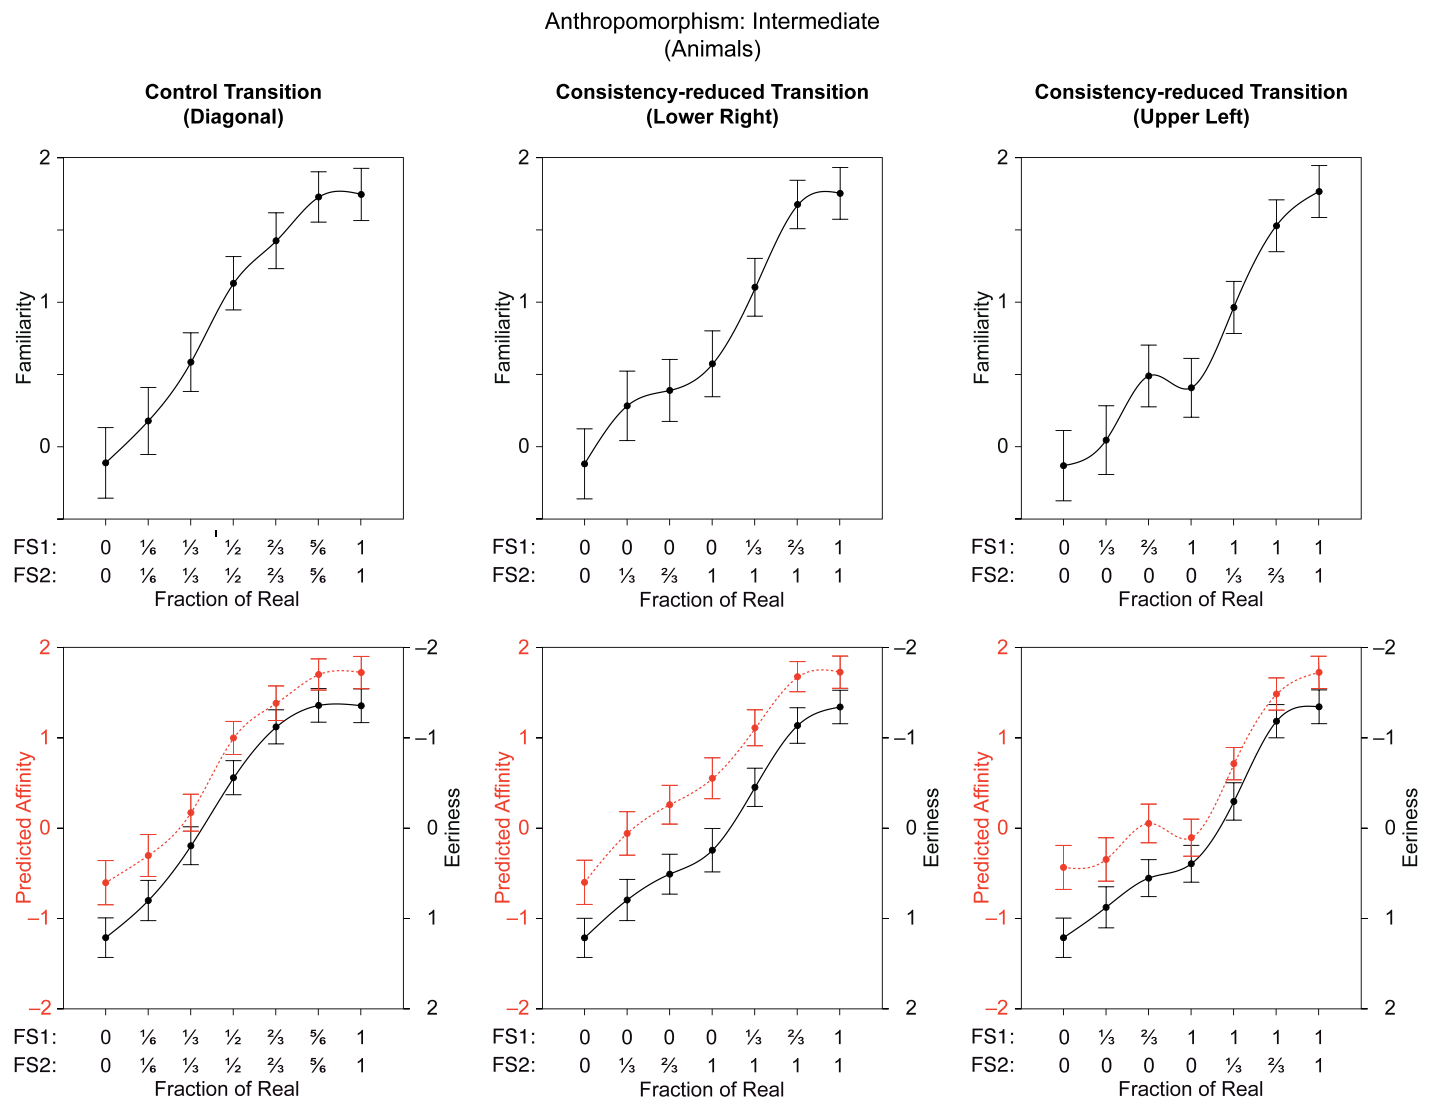 Anthropomorphism: Intermediate
(Animals)
Control Transition
(Diagonal)
Consistency-reduced Transition
(Lower Right)
Consistency-reduced Transition
(Upper Left)
2
1
0
Familiarity
FS1: 0 ⅙ ⅓ ½ ⅔ ⅚ 1
FS2: 0 ⅙ ⅓ ½ ⅔ ⅚ 1
Fraction of Real
2
1
0
Familiarity
FS1: 0 0 0 0 ⅓ ⅔ 1
FS2: 0 ⅓ ⅔ 1 1 1 1
Fraction of Real
2
1
0
Familiarity
FS1: 0 ⅓ ⅔ 1 1 1 1
FS2: 0 0 0 0 ⅓ ⅔ 1
Fraction of Real
2 –2
1 –1
0 0
–1 1
–2 2
Predicted Affinity
Eeriness
FS1: 0 ⅙ ⅓ ½ ⅔ ⅚ 1
FS2: 0 ⅙ ⅓ ½ ⅔ ⅚ 1
Fraction of Real
2 –2
1 –1
0 0
–1 1
–2 2
Predicted Affinity
Eeriness
FS1: 0 0 0 0 ⅓ ⅔ 1
FS2: 0 ⅓ ⅔ 1 1 1 1
Fraction of Real
2 –2
1 –1
0 0
–1 1
–2 2
Predicted Affinity
Eeriness
FS1: 0 ⅓ ⅔ 1 1 1 1
FS2: 0 0 0 0 ⅓ ⅔ 1
Fraction of Real